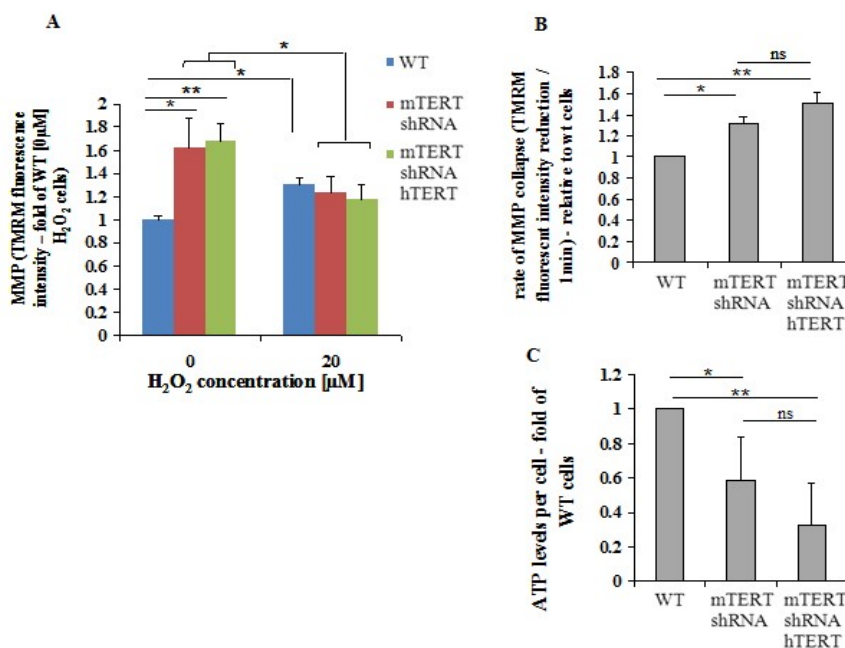 A
*
*
**
*
WT
mTERT
shRNA
mTERT
shRNA
hTERT
MMP (TMRM fluorescence
intensity – fold of WT [0µM]
H₂O₂ cells)
2
1.8
1.6
1.4
1.2
1
0.8
0.6
0.4
0.2
0
0
20
H₂O₂ concentration [µM]
B
ns
**
*
rate of MMP collapse (TMRM
fluorescent intensity reduction /
1min) - relative to wt cells
1.8
1.6
1.4
1.2
1
0.8
0.6
0.4
0.2
0
WT
mTERT
shRNA
mTERT
shRNA
hTERT
C
*
**
ns
ATP levels per cell - fold of
WT cells
1.2
1
0.8
0.6
0.4
0.2
0
WT
mTERT
shRNA
mTERT
shRNA
hTERT